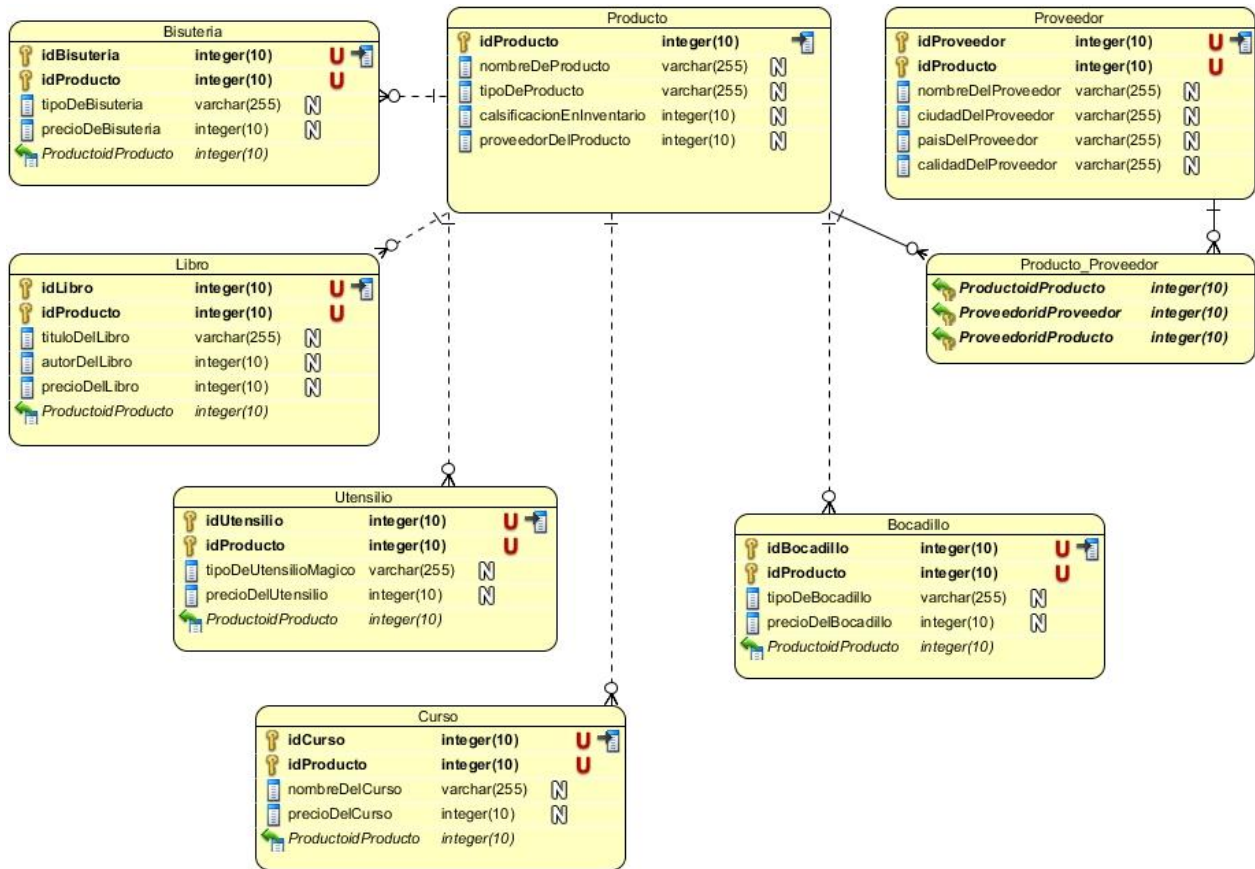 Bisuteria
idBisuteria integer(10) U
idProducto integer(10) U
tipoDeBisuteria varchar(255) N
precioDeBisuteria integer(10) N
ProductoidProducto integer(10)
Producto
idProducto integer(10)
nombreDeProducto varchar(255) N
tipoDeProducto varchar(255) N
calsificacionEnInventario integer(10) N
proveedorDelProducto integer(10) N
Proveedor
idProveedor integer(10) U
idProducto integer(10) U
nombreDelProveedor varchar(255) N
ciudadDelProveedor varchar(255) N
paisDelProveedor varchar(255) N
calidadDelProveedor varchar(255) N
Libro
idLibro integer(10) U
idProducto integer(10) U
tituloDelLibro varchar(255) N
autorDelLibro integer(10) N
precioDelLibro integer(10) N
ProductoidProducto integer(10)
Producto_Proveedor
ProductoidProducto integer(10)
ProveedoridProveedor integer(10)
ProveedoridProducto integer(10)
Utensilio
idUtensilio integer(10) U
idProducto integer(10) U
tipoDeUtensilioMagico varchar(255) N
precioDelUtensilio integer(10) N
ProductoidProducto integer(10)
Bocadillo
idBocadillo integer(10) U
idProducto integer(10) U
tipoDeBocadillo varchar(255) N
precioDelBocadillo integer(10) N
ProductoidProducto integer(10)
Curso
idCurso integer(10) U
idProducto integer(10) U
nombreDelCurso varchar(255) N
precioDelCurso integer(10) N
ProductoidProducto integer(10)